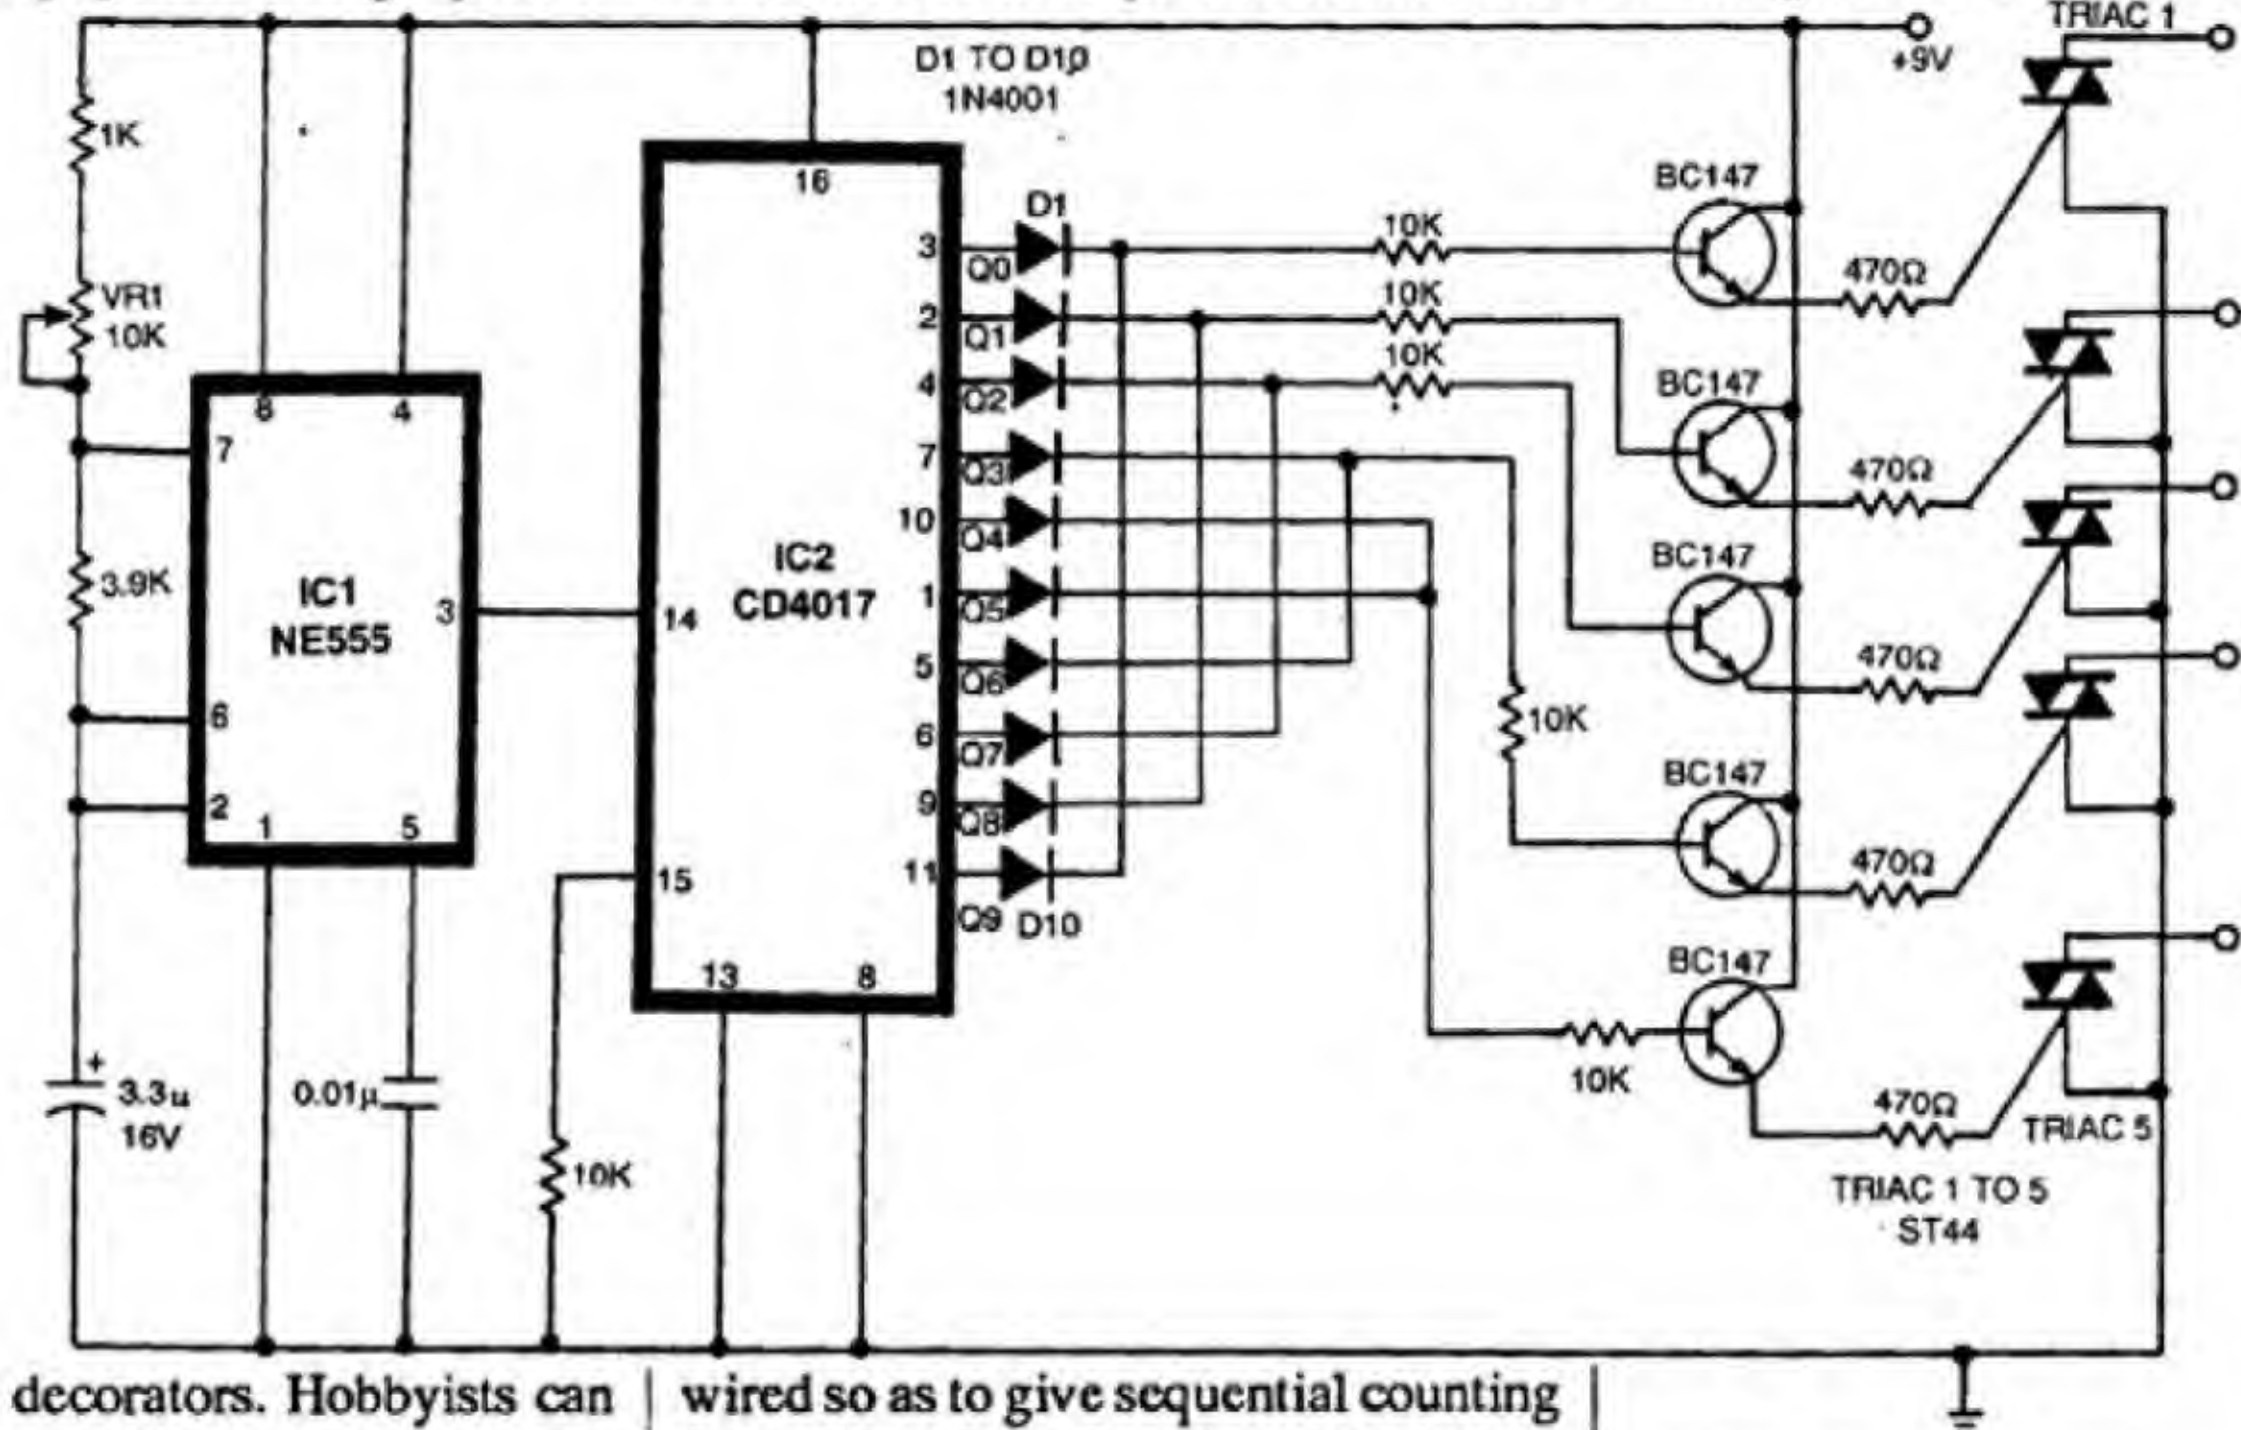 TRIAC 1
+9V
D1 TO D10
1N4001
1K
16
BC147
D1
3
Q0
10K
470Ω
VR1
10K
2
Q1
10K
4
Q2
10K
BC147
8
4
7
7
Q3
470Ω
10
Q4
IC2
CD4017
BC147
3.9K
IC1
NE555
3
14
1
Q5
5
Q6
470Ω
6
10K
6
Q7
BC147
2
9
Q8
1
5
470Ω
15
11
Q9
D10
13
8
BC147
+
3.3u
16V
0.01µ
10K
470Ω
TRIAC 5
10K
TRIAC 1 TO 5
ST44
decorators. Hobbyists can
wired so as to give sequential counting